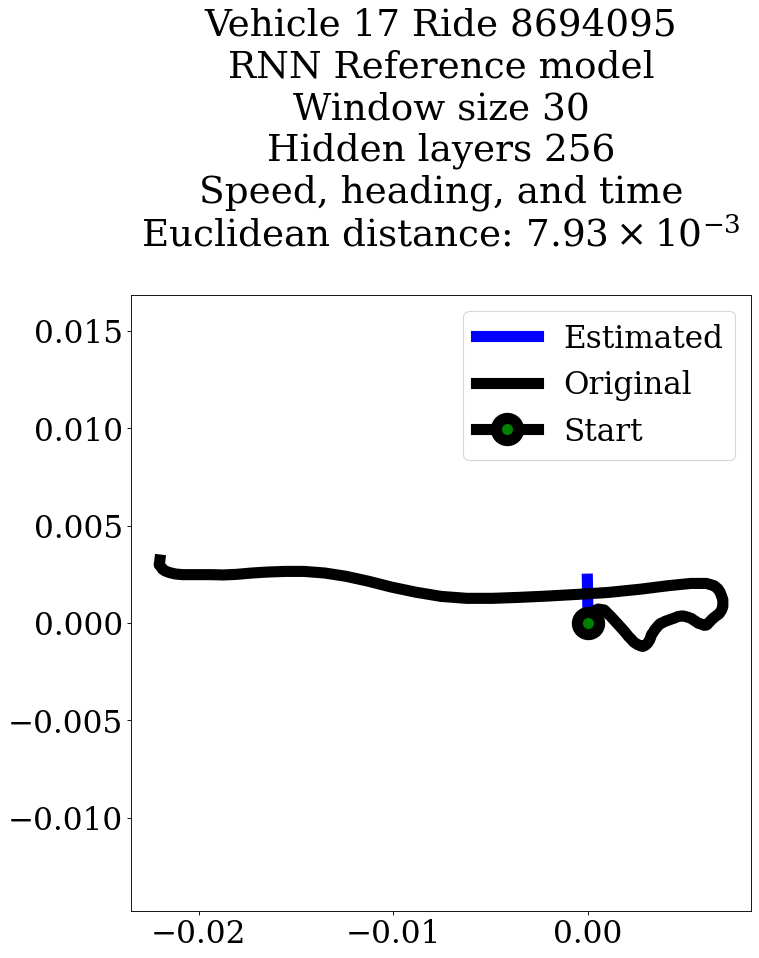 Vehicle 17 Ride 8694095
RNN Reference model
Window size 30
Hidden layers 256
Speed, heading, and time
Euclidean distance: 7.93 × 10⁻³
Estimated
Original
Start
0.015
0.010
0.005
0.000
−0.005
−0.010
−0.02
−0.01
0.00